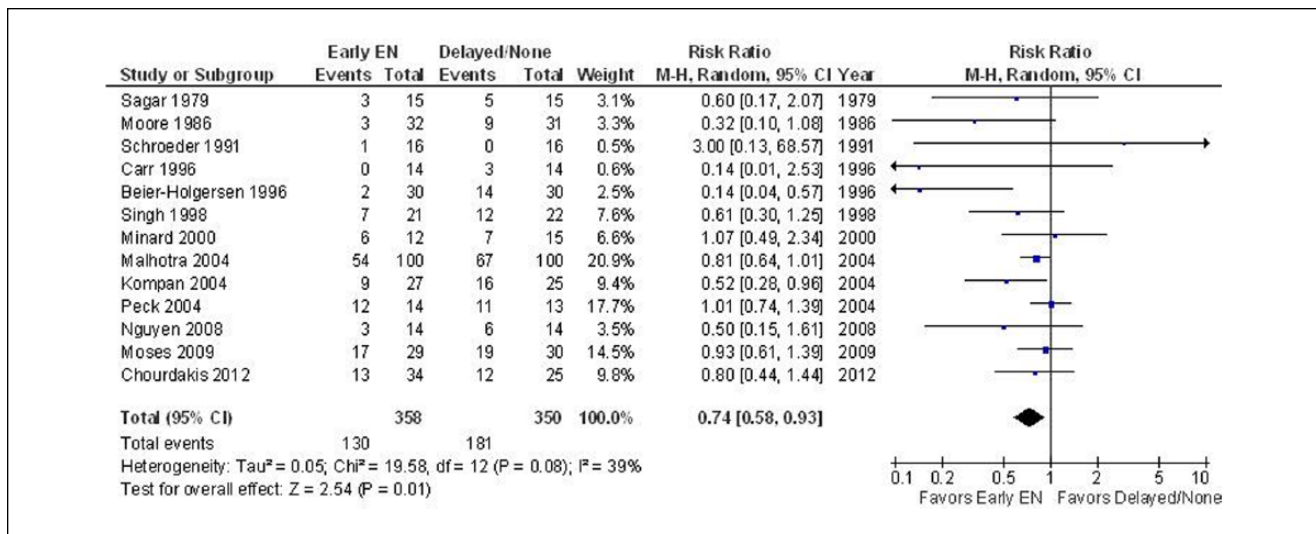 Early EN Delayed/None Risk Ratio Risk Ratio
Study or Subgroup Events Total Events Total Weight M-H, Random, 95% CI Year M-H, Random, 95% CI
Sagar 1979 3 15 5 15 3.1% 0.60 [0.17, 2.07] 1979
Moore 1986 3 32 9 31 3.3% 0.32 [0.10, 1.08] 1986
Schroeder 1991 1 16 0 16 0.5% 3.00 [0.13, 68.57] 1991
Carr 1996 0 14 3 14 0.6% 0.14 [0.01, 2.53] 1996
Beier-Holgersen 1996 2 30 14 30 2.5% 0.14 [0.04, 0.57] 1996
Singh 1998 7 21 12 22 7.6% 0.61 [0.30, 1.25] 1998
Minard 2000 6 12 7 15 6.6% 1.07 [0.49, 2.34] 2000
Malhotra 2004 54 100 67 100 20.9% 0.81 [0.64, 1.01] 2004
Kompan 2004 9 27 16 25 9.4% 0.52 [0.28, 0.96] 2004
Peck 2004 12 14 11 13 17.7% 1.01 [0.74, 1.39] 2004
Nguyen 2008 3 14 6 14 3.5% 0.50 [0.15, 1.61] 2008
Moses 2009 17 29 19 30 14.5% 0.93 [0.61, 1.39] 2009
Chourdakis 2012 13 34 12 25 9.8% 0.80 [0.44, 1.44] 2012
Total (95% CI) 358 350 100.0% 0.74 [0.58, 0.93]
Total events 130 181
Heterogeneity: Tau² = 0.05; Chi² = 19.58, df = 12 (P = 0.08); I² = 39%
Test for overall effect: Z = 2.54 (P = 0.01)
0.1 0.2 0.5 1 2 5 10
Favors Early EN Favors Delayed/None